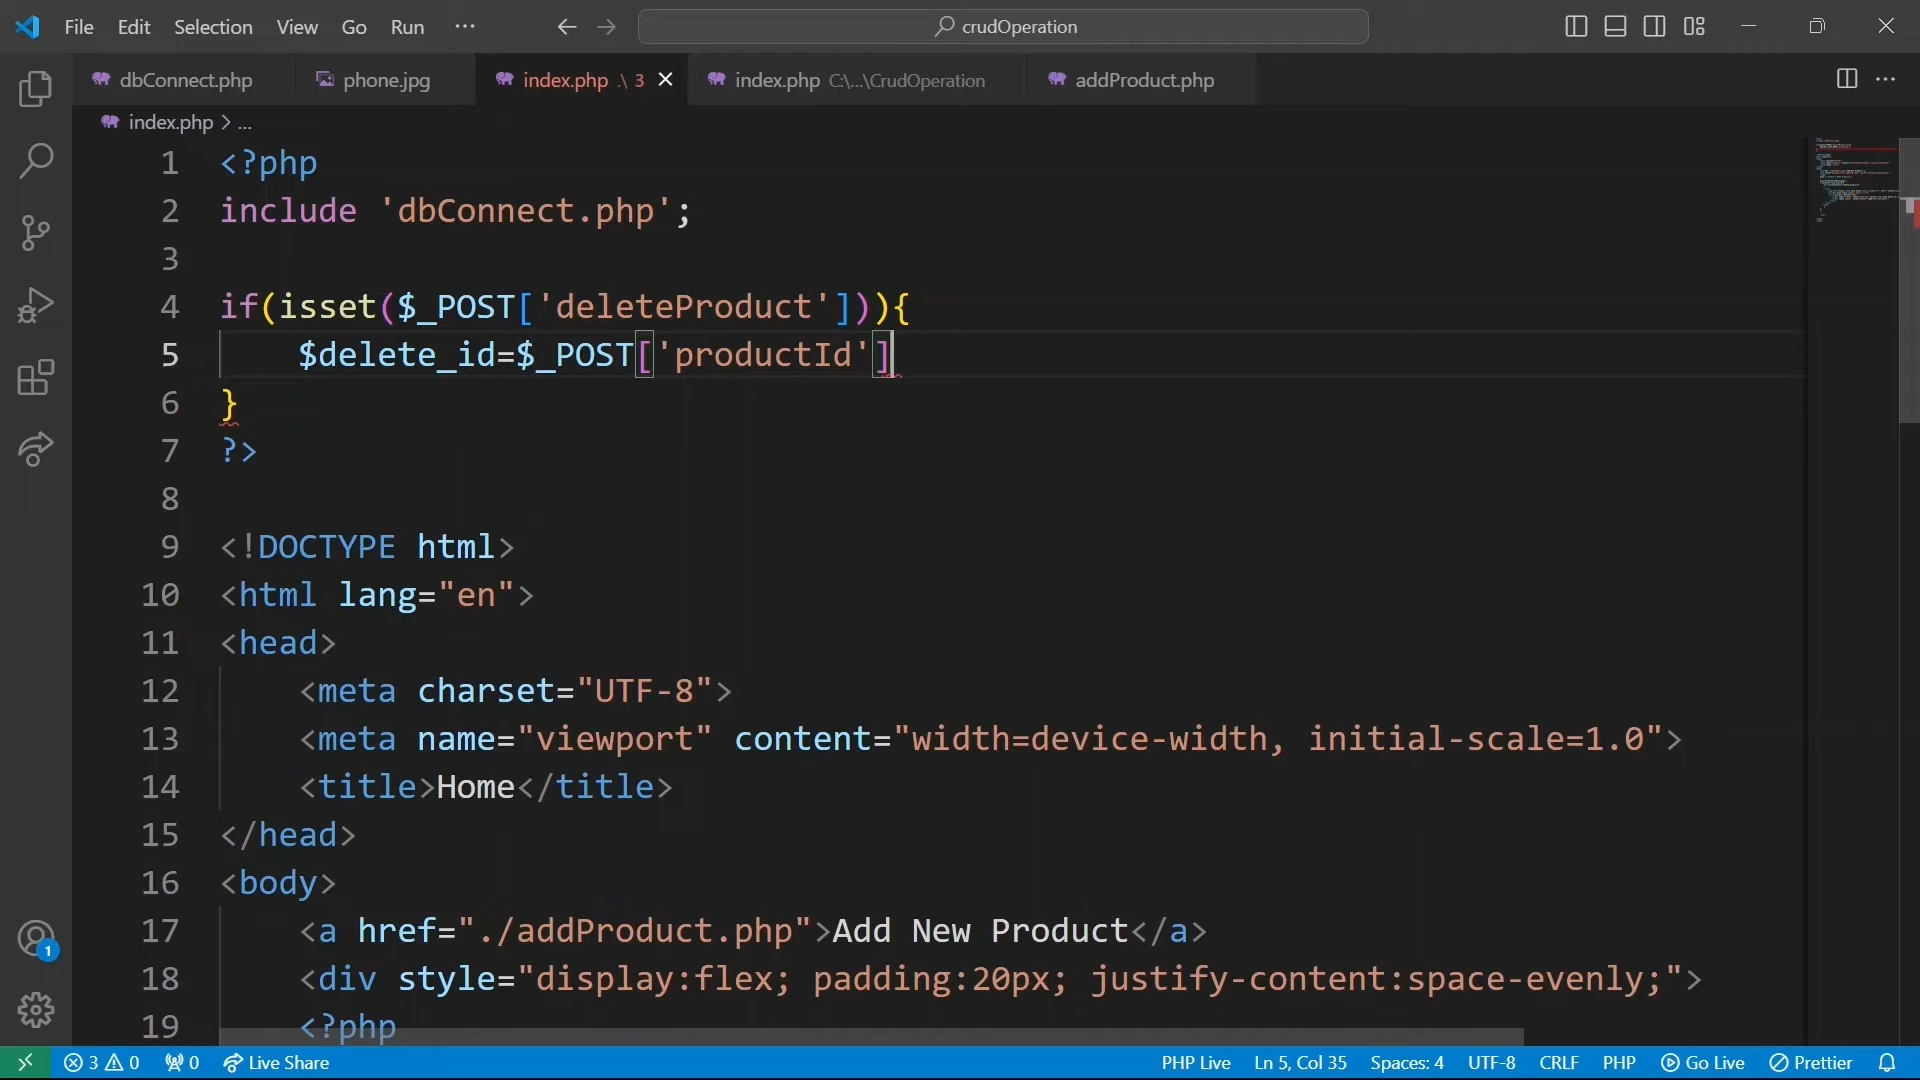 File Edit Selection View Go Run ··· crudOperation
dbConnect.php phone.jpg index.php .\ 3 index.php C:\...\CrudOperation addProduct.php
index.php > ...
1 <?php
2 include 'dbConnect.php';
3
4 if(isset($_POST['deleteProduct'])){
5 $delete_id=$_POST['productId']
6 }
7 ?>
8
9 <!DOCTYPE html>
10 <html lang="en">
11 <head>
12 <meta charset="UTF-8">
13 <meta name="viewport" content="width=device-width, initial-scale=1.0">
14 <title>Home</title>
15 </head>
16 <body>
17 <a href="./addProduct.php">Add New Product</a>
18 <div style="display:flex; padding:20px; justify-content:space-evenly;">
19 <?php
1
3 0 0 Live Share PHP Live Ln 5, Col 35 Spaces: 4 UTF-8 CRLF PHP Go Live Prettier